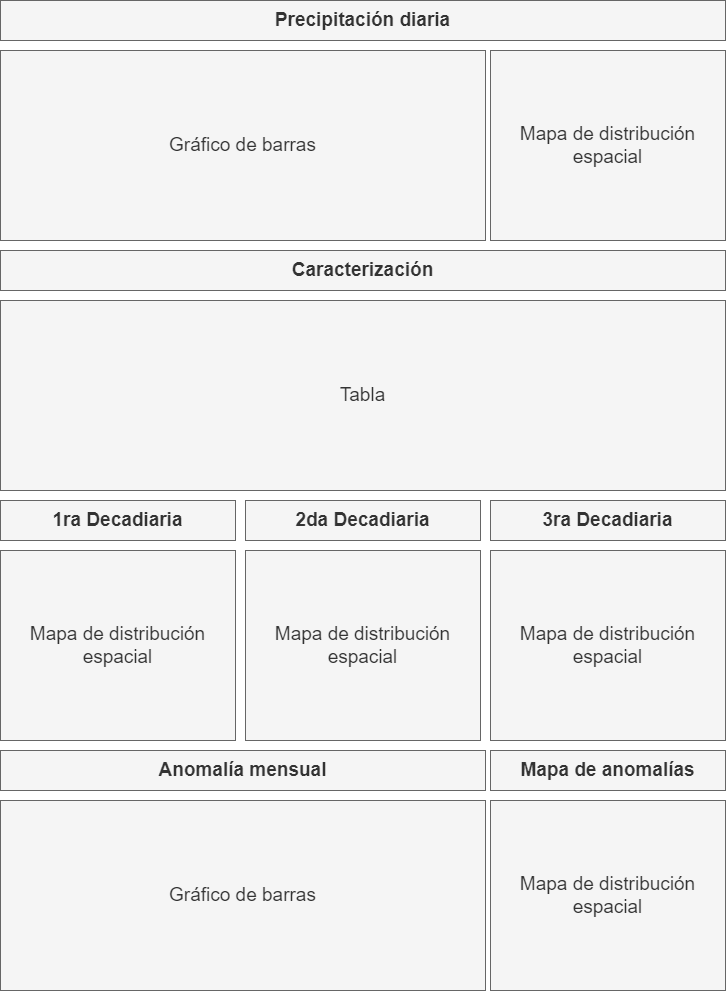 Precipitación diaria
Gráfico de barras
Mapa de distribución
espacial
Caracterización
Tabla
1ra Decadiaria
2da Decadiaria
3ra Decadiaria
Mapa de distribución
espacial
Mapa de distribución
espacial
Mapa de distribución
espacial
Anomalía mensual
Mapa de anomalías
Gráfico de barras
Mapa de distribución
espacial